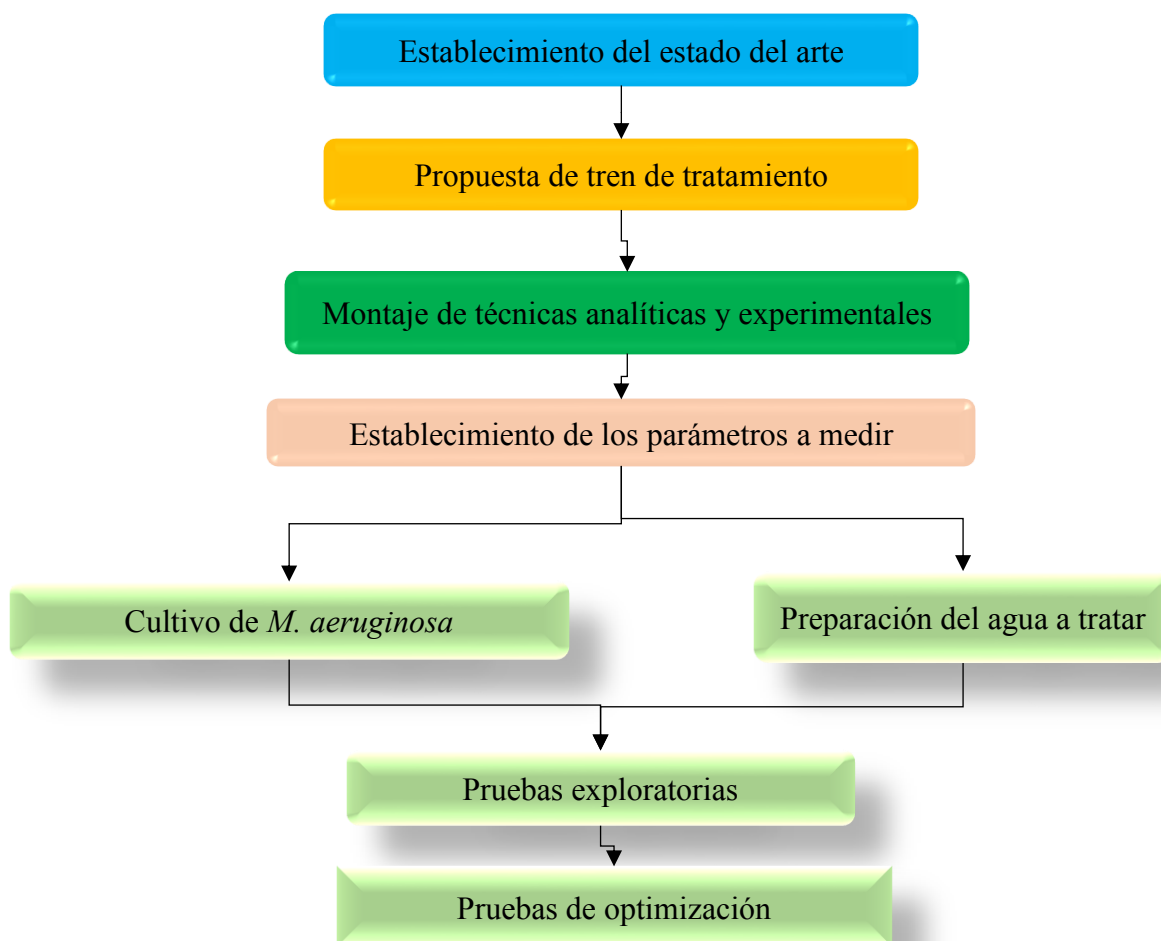 Establecimiento del estado del arte
Propuesta de tren de tratamiento
Montaje de técnicas analíticas y experimentales
Establecimiento de los parámetros a medir
Cultivo de M. aeruginosa
Preparación del agua a tratar
Pruebas exploratorias
Pruebas de optimización